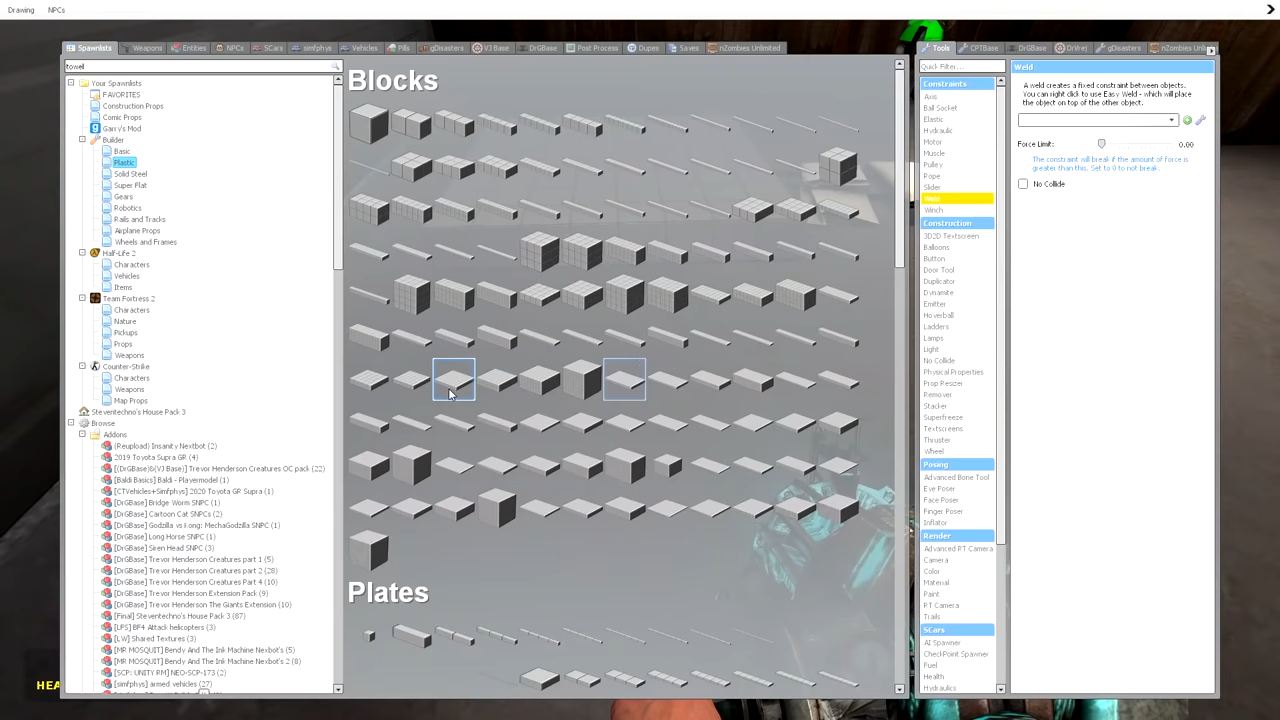 Drawing NPCs
Spawnlists Weapons Entities NPCs SCars simfphys Vehicles Pills gDisasters VJ Base DrGBase Post Process Dupes Saves nZombies Unlimited
towel
Your Spawnlists
FAVORITES
Construction Props
Comic Props
Garry's Mod
Builder
Basic
Plastic
Solid Steel
Super Flat
Gears
Robotics
Rails and Tracks
Airplane Props
Wheels and Frames
Half-Life 2
Characters
Vehicles
Items
Team Fortress 2
Characters
Nature
Pickups
Props
Weapons
Counter-Strike
Characters
Weapons
Map Props
Steventechno's House Pack 3
Browse
Addons
(Reupload) Insanity Nextbot (2)
2019 Toyota Supra GR (4)
[(DrGBase)&(VJ Base)] Trevor Henderson Creatures OC pack (22)
[Baldi Basics] Baldi - Playermodel (1)
[CTVehicles+Simfphys] 2020 Toyota GR Supra (1)
[DrGBase] Bridge Worm SNPC (1)
[DrGBase] Cartoon Cat SNPCs (2)
[DrGBase] Godzilla vs Kong: MechaGodzilla SNPC (1)
[DrGBase] Long Horse SNPC (1)
[DrGBase] Siren Head SNPC (3)
[DrGBase] Trevor Henderson Creatures part 1 (5)
[DrGBase] Trevor Henderson Creatures part 2 (28)
[DrGBase] Trevor Henderson Creatures Part 4 (10)
[DrGBase] Trevor Henderson Extension Pack (9)
[DrGBase] Trevor Henderson The Giants Extension (10)
[Final] Steventechno's House Pack 3 (87)
[LFS] BF4 Attack helicopters (3)
[LW] Shared Textures (3)
[MR MOSQUIT] Bendy And The Ink Machine Nexbot's (5)
[MR MOSQUIT] Bendy And The Ink Machine Nextbot's 2 (8)
[SCP: UNITY RM] NEO-SCP-173 (2)
[simfphys] armed vehicles (27)
HEA
Blocks
Plates
Tools CPTBase DrGBase DrVrej gDisasters nZombies Unli
Quick Filter...
Constraints
Axis
Ball Socket
Elastic
Hydraulic
Motor
Muscle
Pulley
Rope
Slider
Weld
Winch
Construction
3D2D Textscreen
Balloons
Button
Door Tool
Duplicator
Dynamite
Emitter
Hoverball
Ladders
Lamps
Light
No Collide
Physical Properties
Prop Resizer
Remover
Stacker
Superfreeze
Textscreens
Thruster
Wheel
Posing
Advanced Bone Tool
Eye Poser
Face Poser
Finger Poser
Inflator
Render
Advanced RT Camera
Camera
Color
Material
Paint
RT Camera
Trails
SCars
AI Spawner
CheckPoint Spawner
Fuel
Health
Hydraulics
Weld
A weld creates a fixed constraint between objects.
You can right click to use Easy Weld - which will place
the object on top of the other object.
Force Limit: 0.00
The constraint will break if the amount of force is
greater than this. Set to 0 to not break.
No Collide